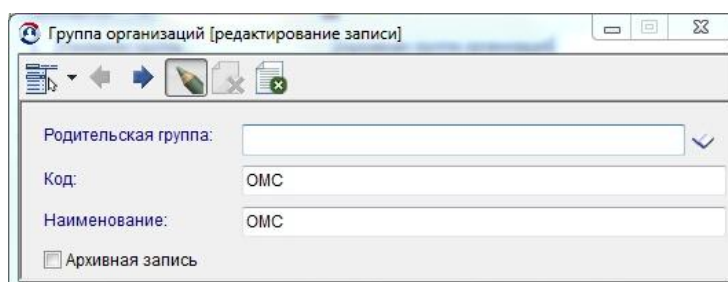 Группа организаций [редактирование записи]
Родительская группа:
Код: ОМС
Наименование: ОМС
Архивная запись